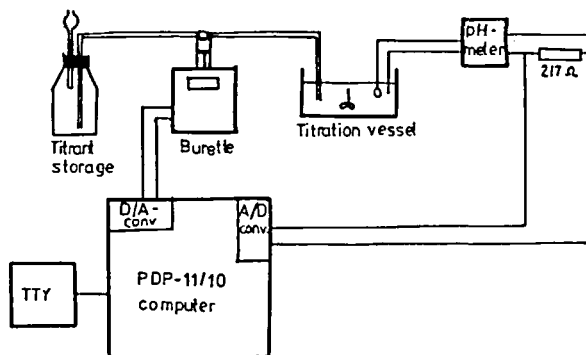 pH-
meter
217 Ω
Titrant
storage
Burette
Titration vessel
D/A-
conv.
A/D
conv.
PDP-11/10
computer
TTY